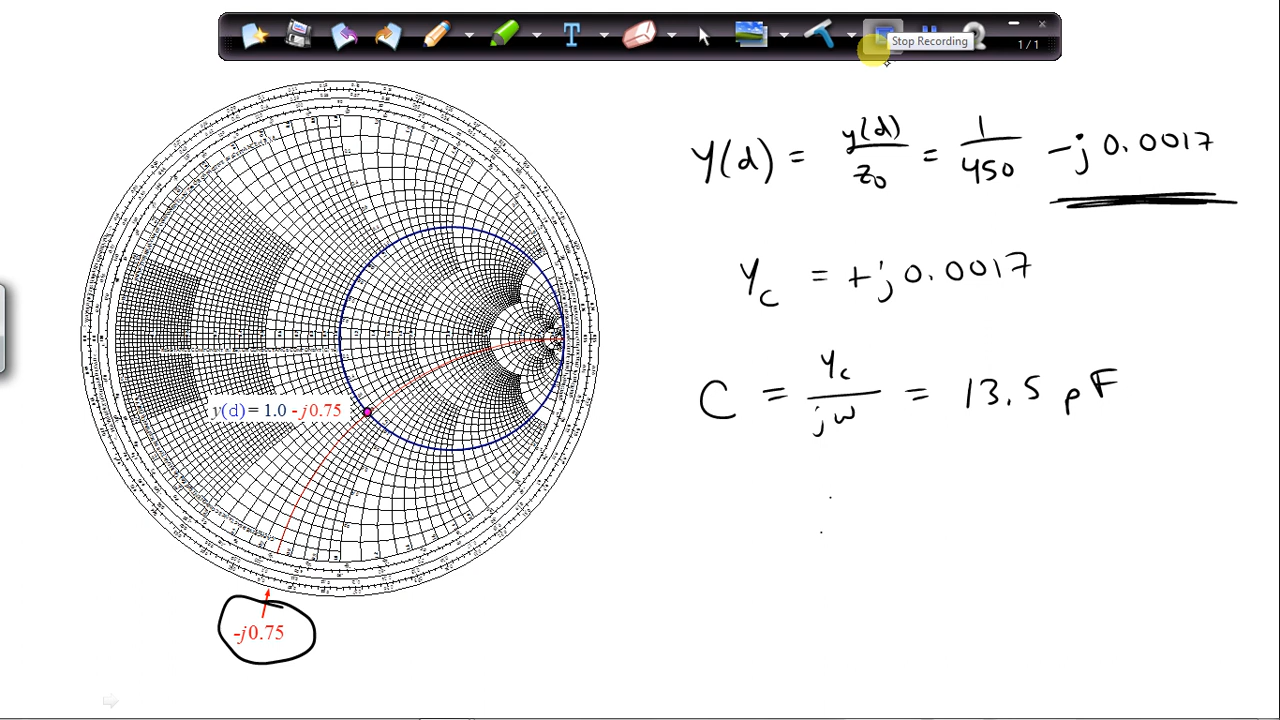 Stop Recording
1/1
Y(d) = y(d)/Z0 = 1/450 - j 0.0017
Yc = +j 0.0017
y(d) = 1.0 - j0.75
C = Yc/jw = 13.5 pF
-j0.75